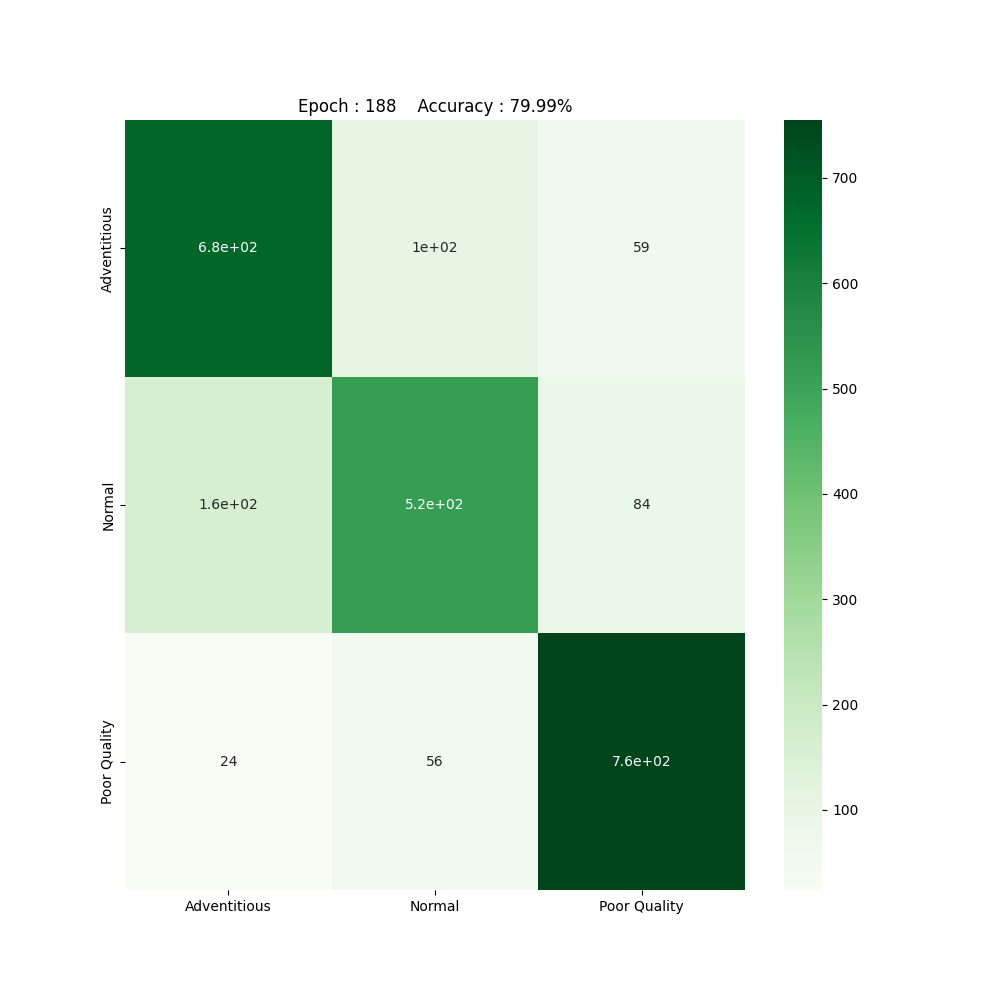 Epoch : 188    Accuracy : 79.99%
Adventitious
6.8e+02 1e+02 59
Normal
1.6e+02 5.2e+02 84
Poor Quality
24 56 7.6e+02
Adventitious Normal Poor Quality
700
600
500
400
300
200
100